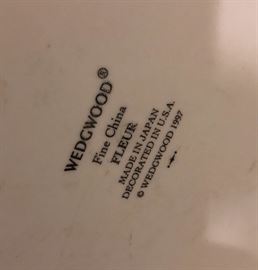 WEDGWOOD®
Fine China
FLEUR
MADE IN JAPAN
DECORATED IN U.S.A.
© WEDGWOOD 1997